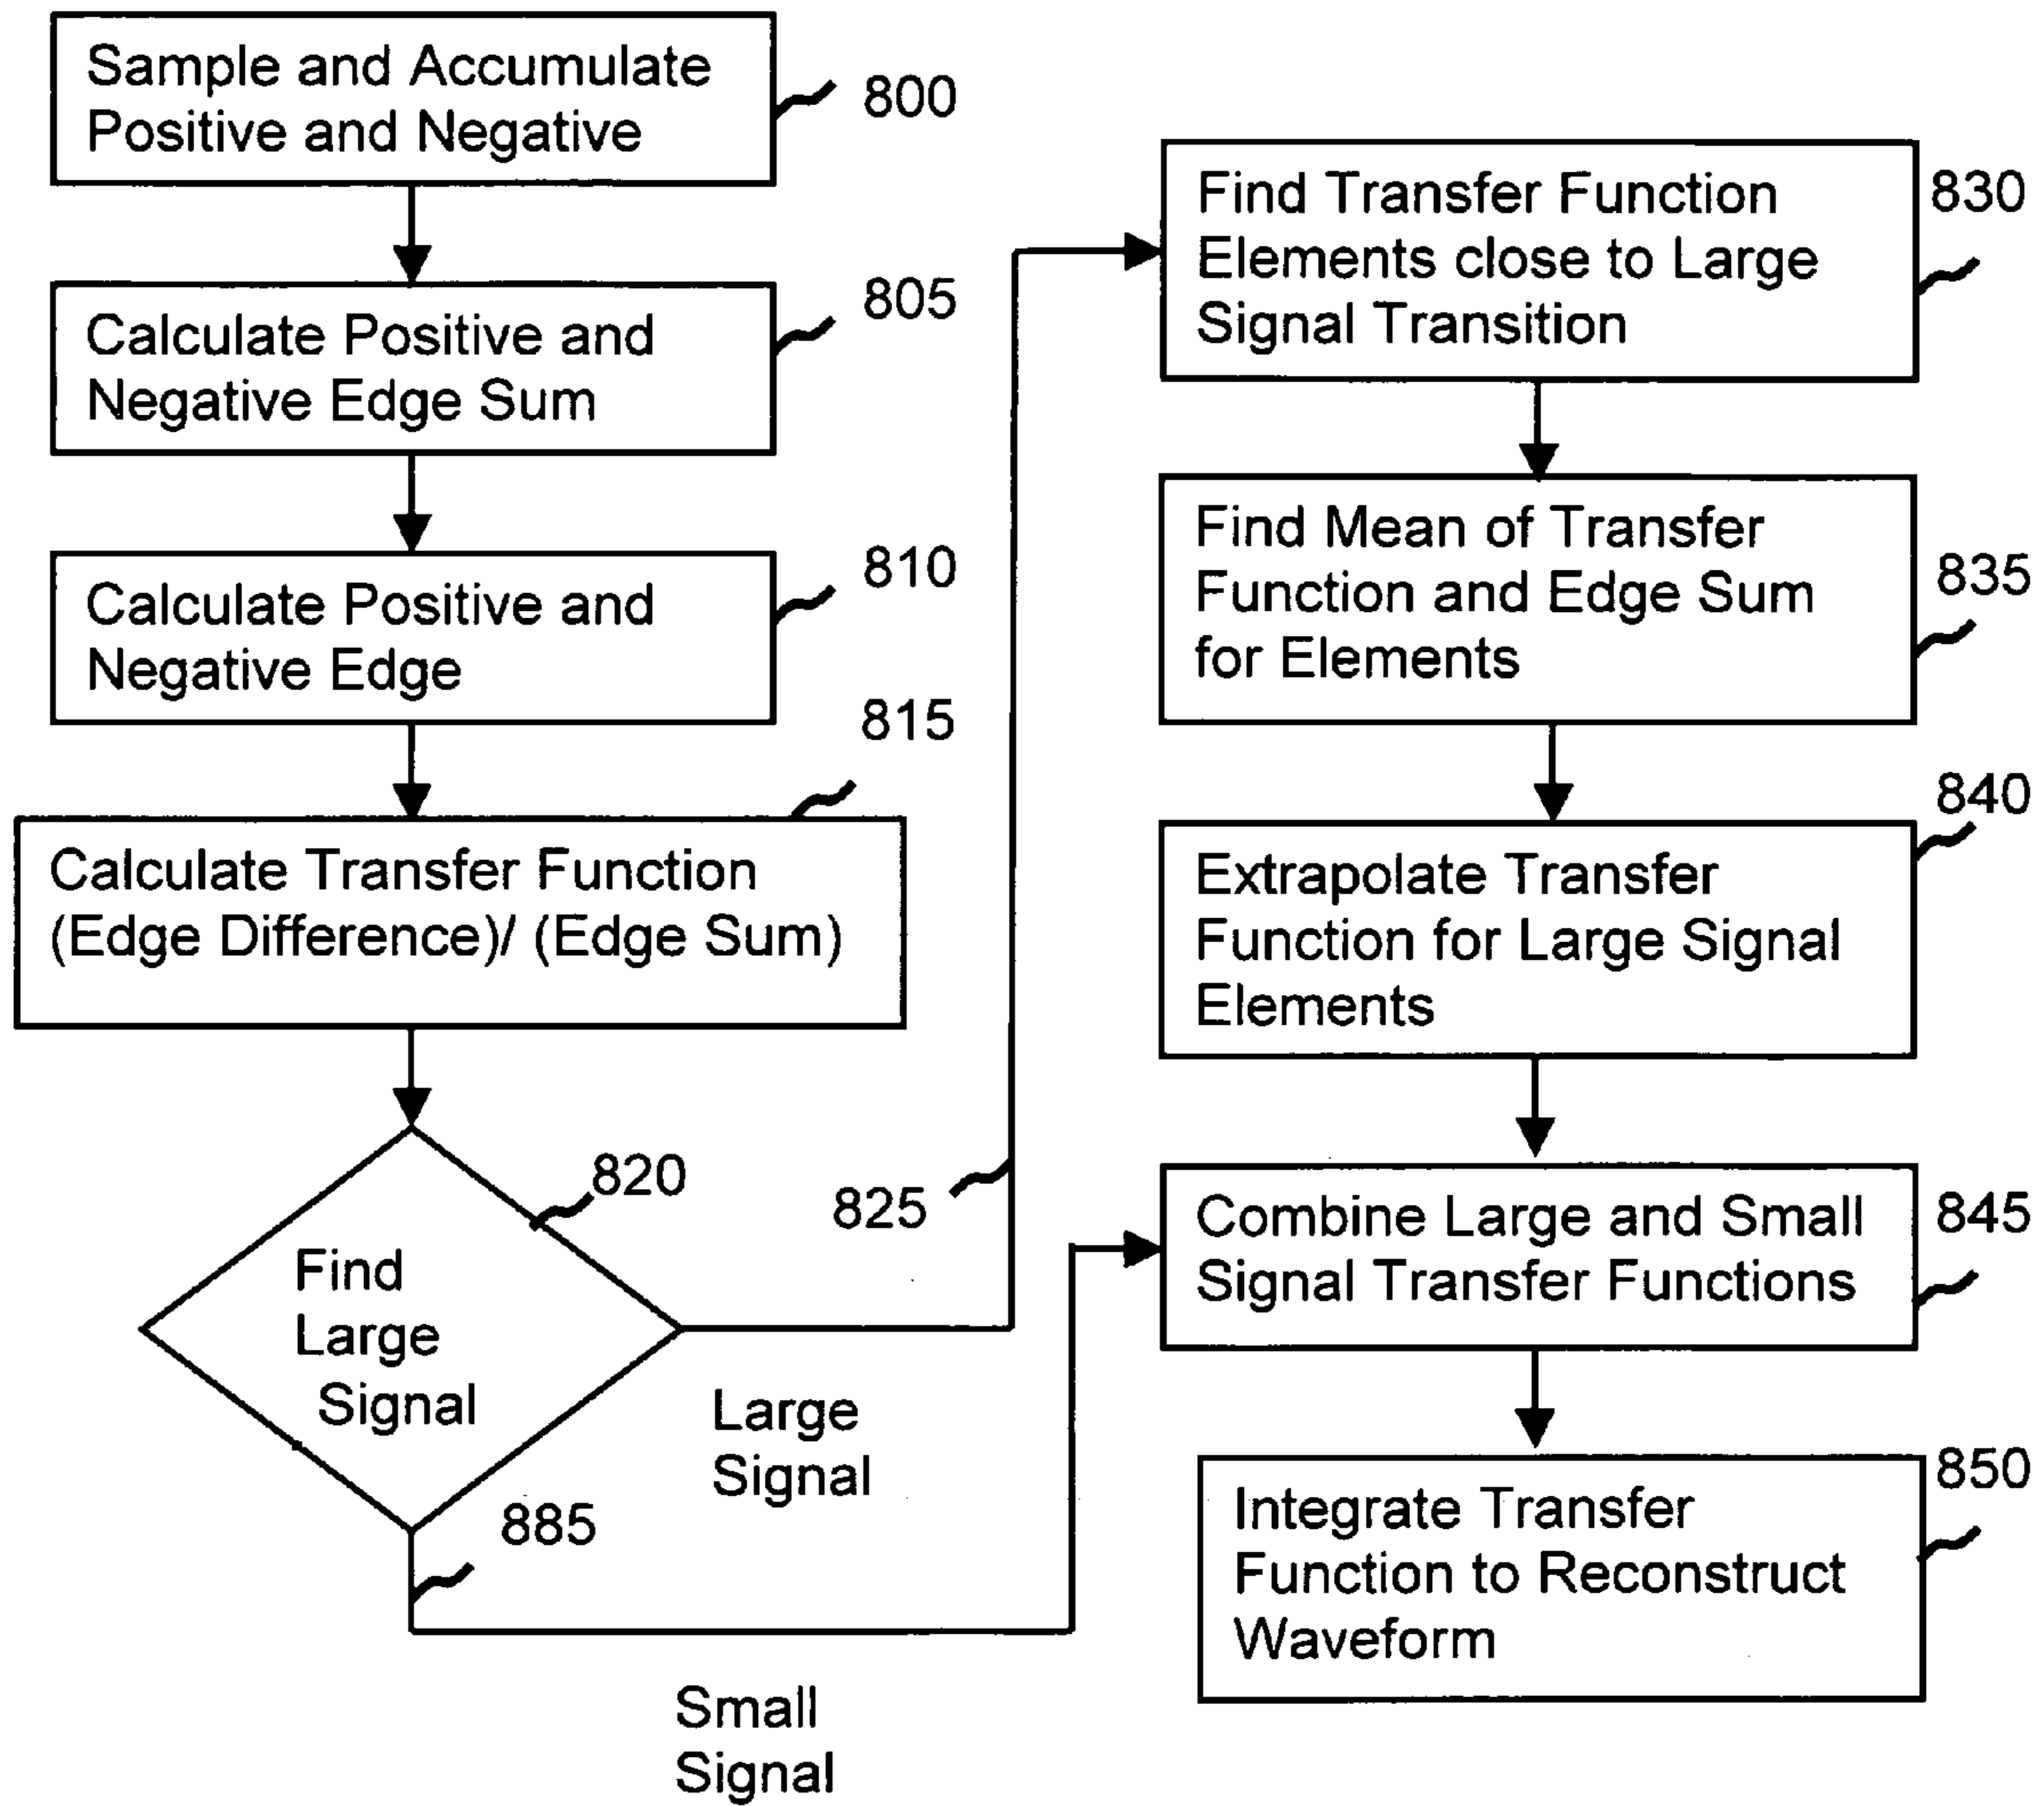 Sample and Accumulate
Positive and Negative
800
Calculate Positive and
Negative Edge Sum
805
Calculate Positive and
Negative Edge
810
Calculate Transfer Function
(Edge Difference)/ (Edge Sum)
815
Find
Large
Signal
820
825
Large
Signal
885
Small
Signal
Find Transfer Function
Elements close to Large
Signal Transition
830
Find Mean of Transfer
Function and Edge Sum
for Elements
835
Extrapolate Transfer
Function for Large Signal
Elements
840
Combine Large and Small
Signal Transfer Functions
845
Integrate Transfer
Function to Reconstruct
Waveform
850